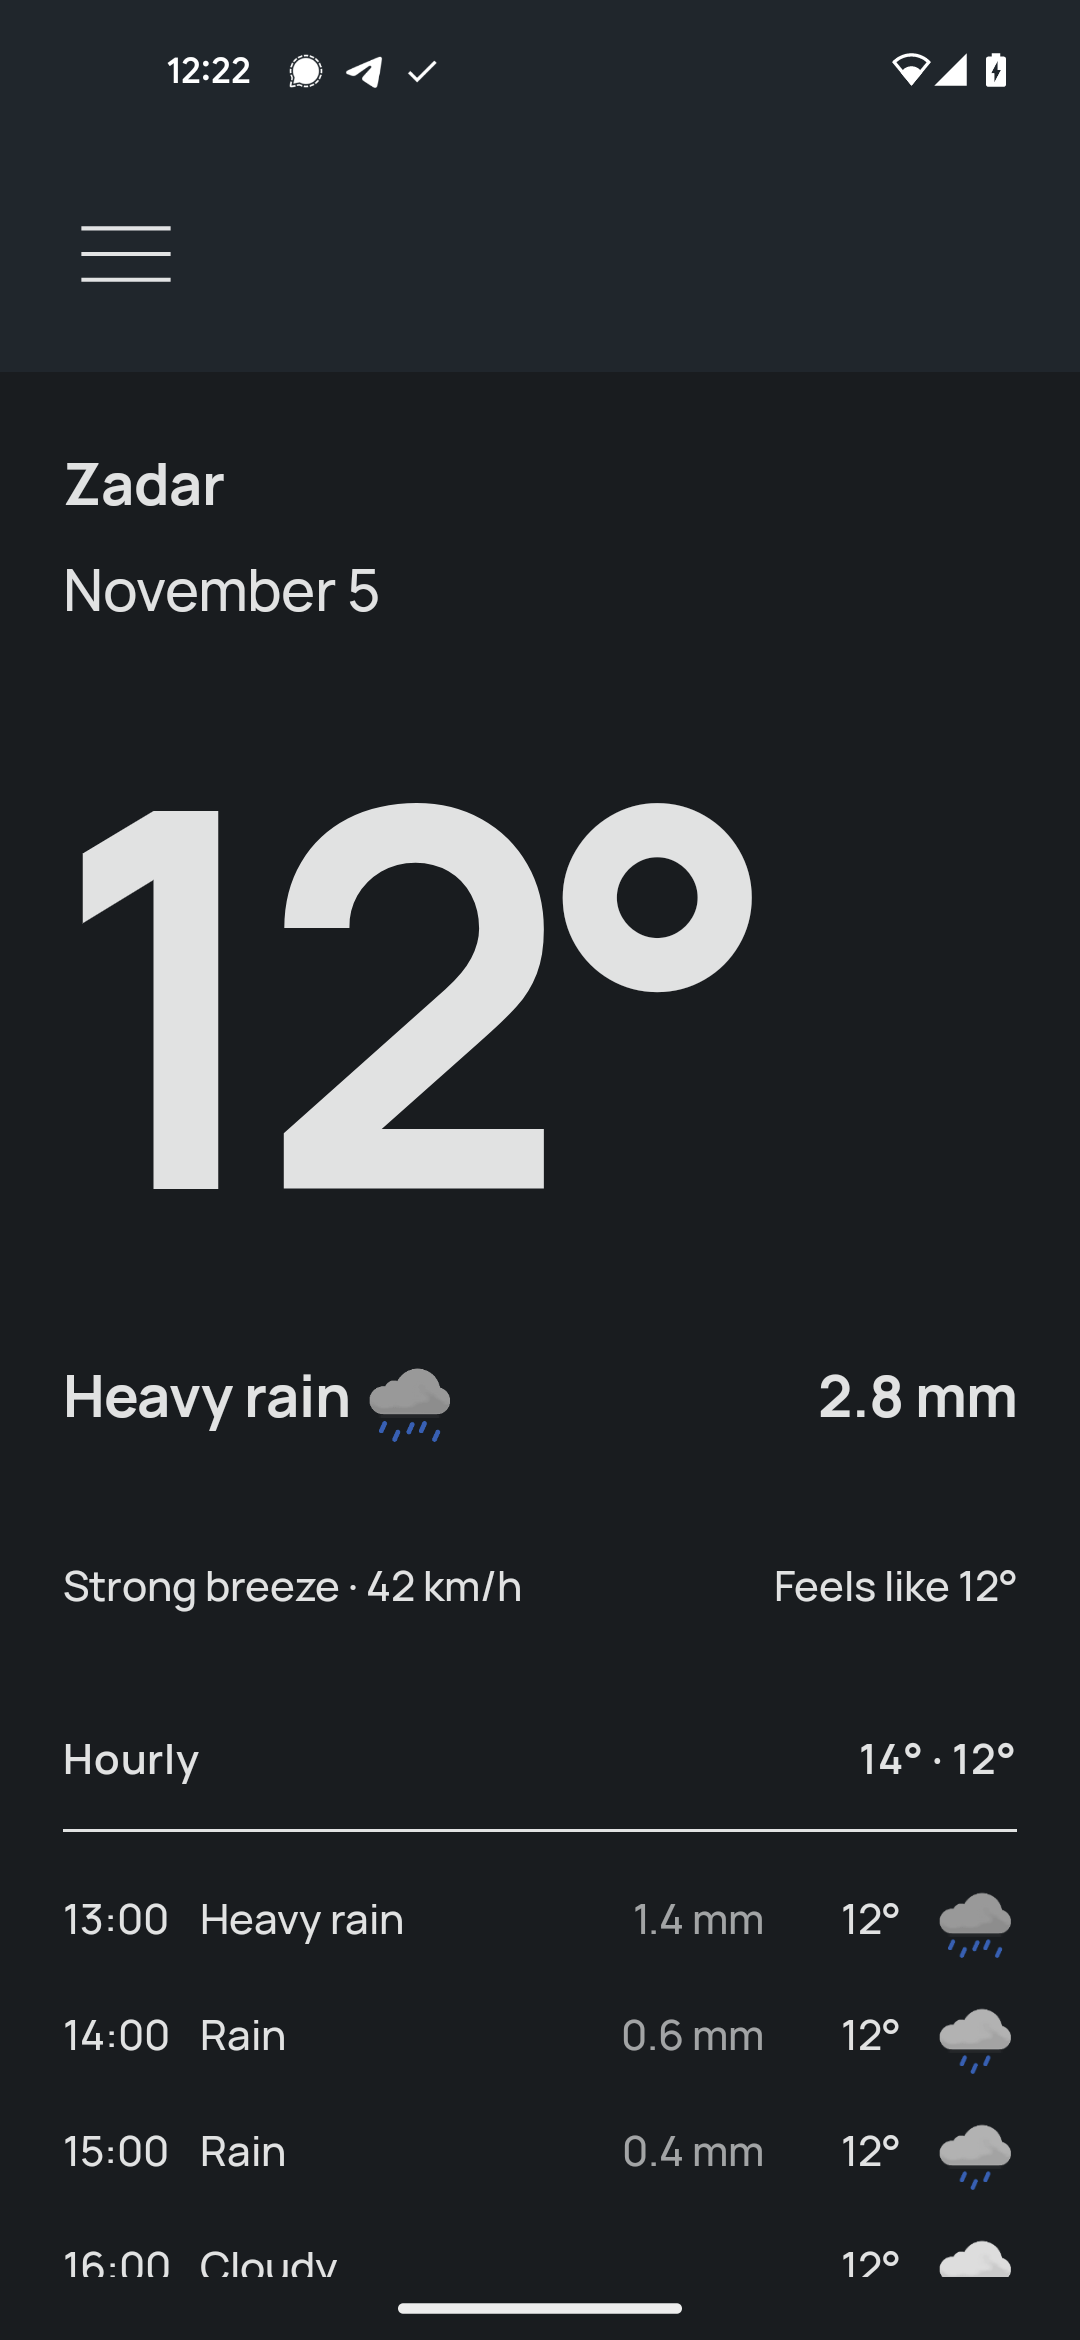 12:22
Zadar
November 5
12°
Heavy rain 2.8 mm
Strong breeze · 42 km/h Feels like 12°
Hourly 14° · 12°
13:00 Heavy rain 1.4 mm 12°
14:00 Rain 0.6 mm 12°
15:00 Rain 0.4 mm 12°
16:00 Cloudy 12°